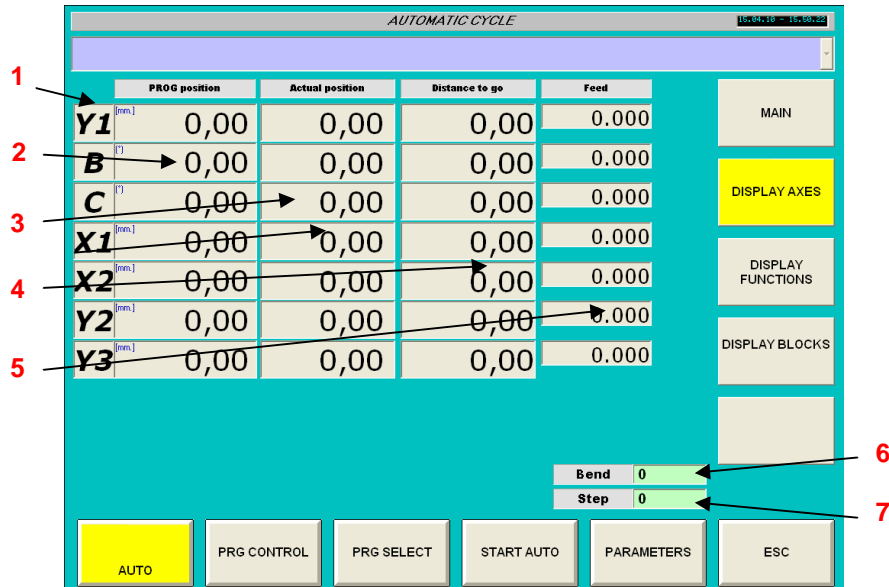 AUTOMATIC CYCLE 15.04.10 - 15.50.22
1
PROG position Actual position Distance to go Feed
Y1 [mm.] 0,00 0,00 0,00 0.000
MAIN
2
B (°) 0,00 0,00 0,00 0.000
DISPLAY AXES
C (°) 0,00 0,00 0,00 0.000
3
X1 [mm.] 0,00 0,00 0,00 0.000
DISPLAY
FUNCTIONS
4
X2 [mm.] 0,00 0,00 0,00 0.000
Y2 [mm.] 0,00 0,00 0,00 0.000
DISPLAY BLOCKS
5
Y3 [mm.] 0,00 0,00 0,00 0.000
6
Bend 0
Step 0
7
AUTO PRG CONTROL PRG SELECT START AUTO PARAMETERS ESC